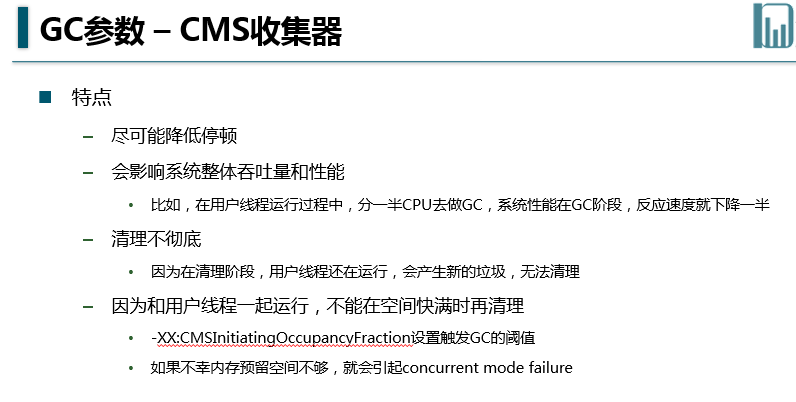 GC参数 – CMS收集器
特点
– 尽可能降低停顿
– 会影响系统整体吞吐量和性能
• 比如，在用户线程运行过程中，分一半CPU去做GC，系统性能在GC阶段，反应速度就下降一半
– 清理不彻底
• 因为在清理阶段，用户线程还在运行，会产生新的垃圾，无法清理
– 因为和用户线程一起运行，不能在空间快满时再清理
• -XX:CMSInitiatingOccupancyFraction设置触发GC的阈值
• 如果不幸内存预留空间不够，就会引起concurrent mode failure